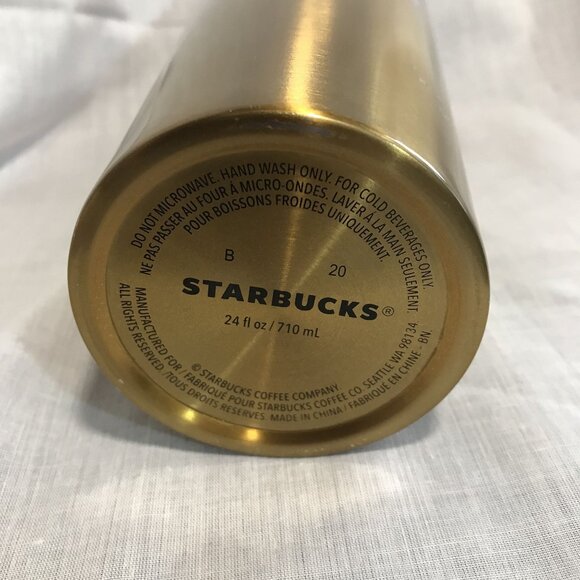 DO NOT MICROWAVE. HAND WASH ONLY. FOR COLD BEVERAGES ONLY.
NE PAS PASSER AU FOUR À MICRO-ONDES. LAVER À LA MAIN SEULEMENT.
POUR BOISSONS FROIDES UNIQUEMENT.
B 20
STARBUCKS®
24 fl oz / 710 mL
© STARBUCKS COFFEE COMPANY.
MANUFACTURED FOR / FABRIQUÉ POUR STARBUCKS COFFEE CO. SEATTLE WA 98134
ALL RIGHTS RESERVED. /TOUS DROITS RÉSERVÉS. MADE IN CHINA / FABRIQUÉ EN CHINE - BN